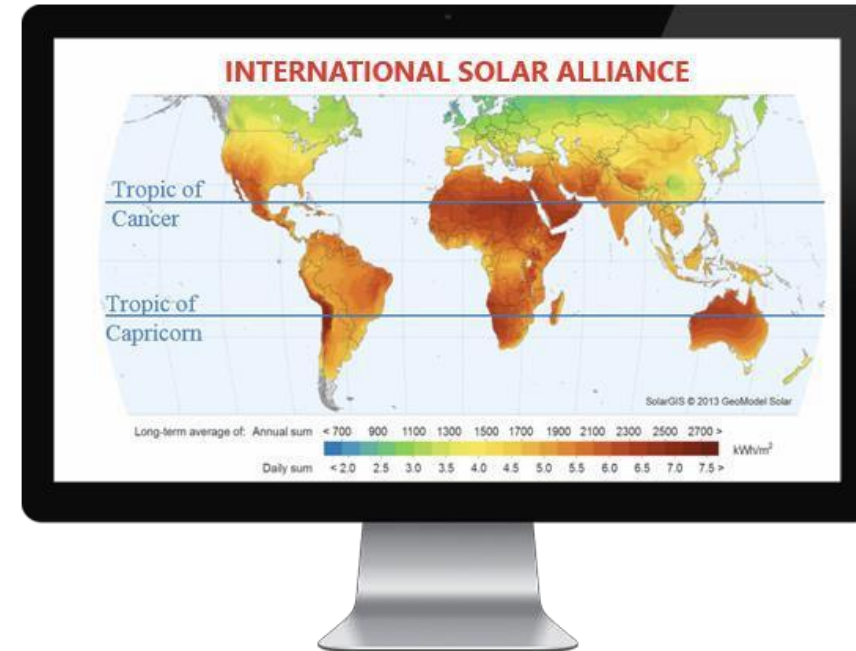 INTERNATIONAL SOLAR ALLIANCE
Tropic of
Cancer
Tropic of
Capricorn
SolarGIS © 2013 GeoModel Solar
Long-term average of: Annual sum < 700 900 1100 1300 1500 1700 1900 2100 2300 2500 2700 >
kWh/m²
Daily sum < 2.0 2.5 3.0 3.5 4.0 4.5 5.0 5.5 6.0 6.5 7.0 7.5 >